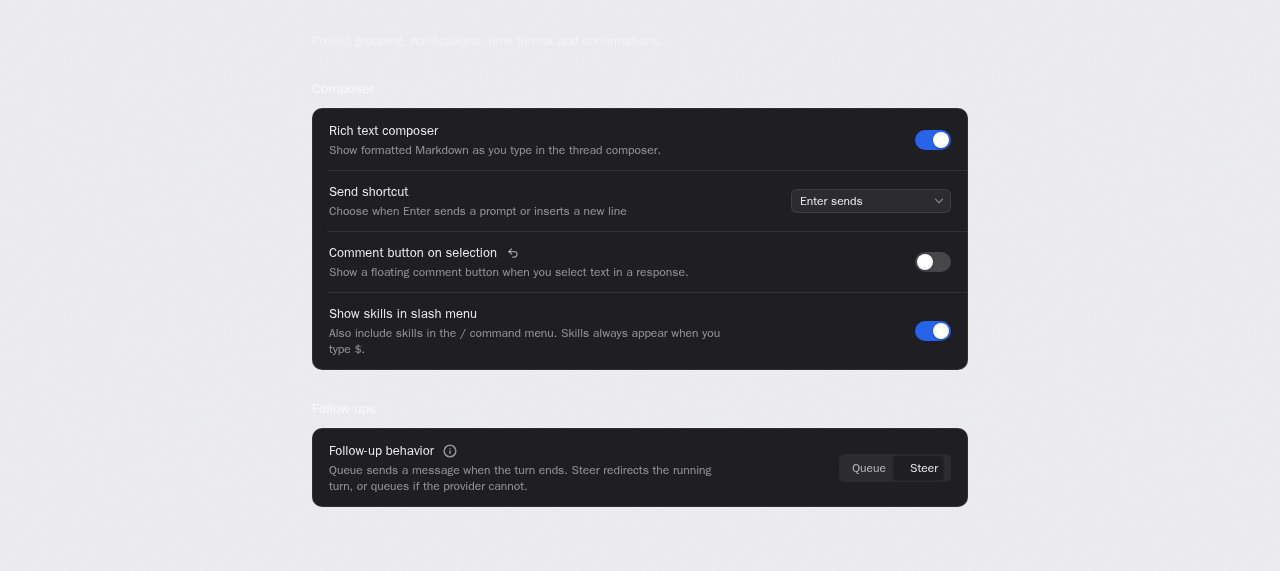 Project grouping, notifications, time format and confirmations.
Composer
Rich text composer
Show formatted Markdown as you type in the thread composer.
Send shortcut
Choose when Enter sends a prompt or inserts a new line
Enter sends
Comment button on selection
Show a floating comment button when you select text in a response.
Show skills in slash menu
Also include skills in the / command menu. Skills always appear when you
type $.
Follow-ups
Follow-up behavior
Queue sends a message when the turn ends. Steer redirects the running
turn, or queues if the provider cannot.
Queue
Steer